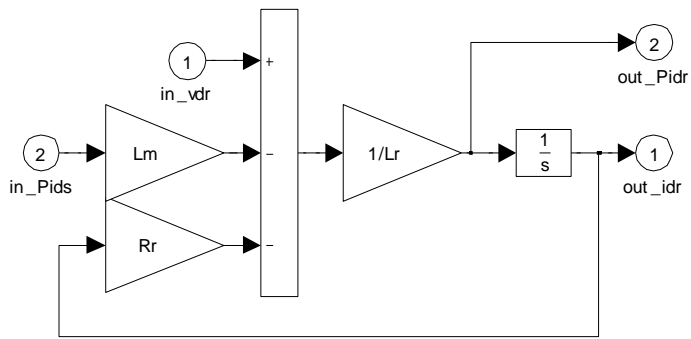 1
in_vdr
2
in_Pids
Lm
Rr
+
−
−
1/Lr
1
s
2
out_Pidr
1
out_idr